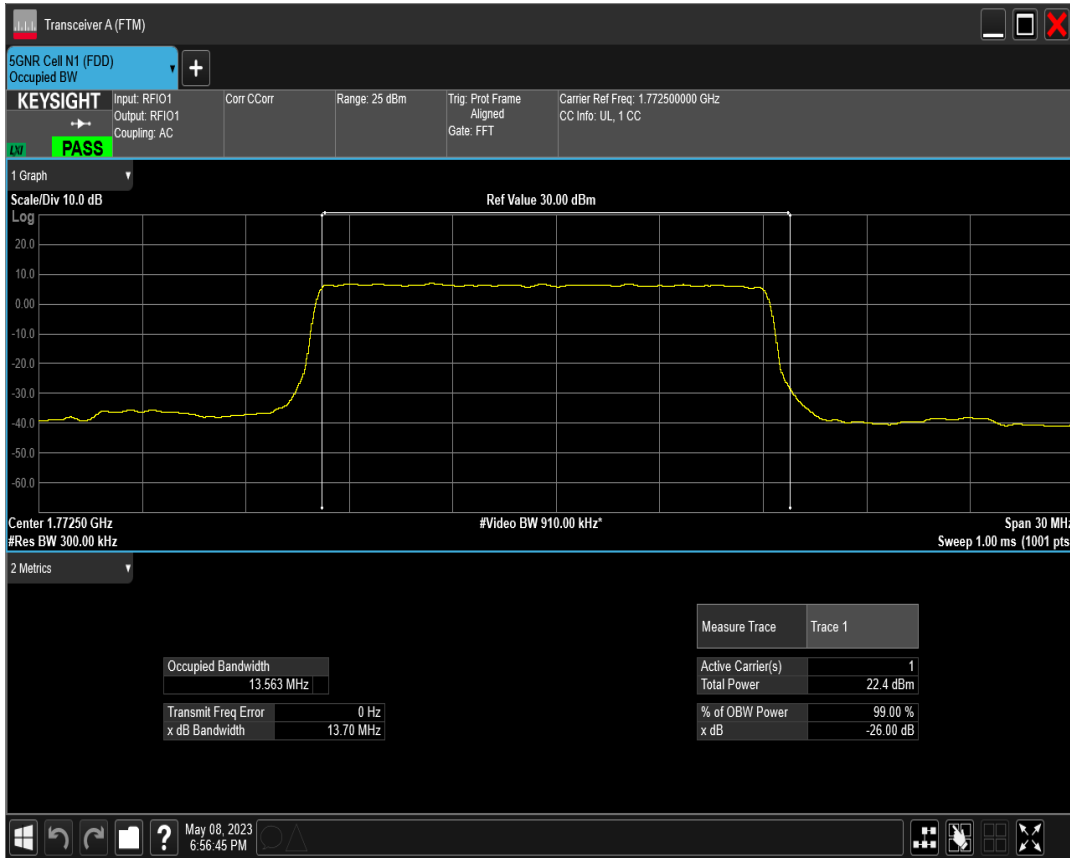 Transceiver A (FTM)
5GNR Cell N1 (FDD)
Occupied BW
+
KEYSIGHT
LXI
PASS
Input: RFIO1
Output: RFIO1
Coupling: AC
Corr CCorr
Range: 25 dBm
Trig: Prot Frame
Aligned
Gate: FFT
Carrier Ref Freq: 1.772500000 GHz
CC Info: UL, 1 CC
1 Graph
Scale/Div 10.0 dB
Ref Value 30.00 dBm
Log
20.0
10.0
0.00
-10.0
-20.0
-30.0
-40.0
-50.0
-60.0
Center 1.77250 GHz
#Video BW 910.00 kHz*
Span 30 MHz
#Res BW 300.00 kHz
Sweep 1.00 ms (1001 pts
2 Metrics
Measure Trace Trace 1
Occupied Bandwidth
13.563 MHz
Active Carrier(s) 1
Total Power 22.4 dBm
Transmit Freq Error 0 Hz
x dB Bandwidth 13.70 MHz
% of OBW Power 99.00 %
x dB -26.00 dB
?
May 08, 2023
6:56:45 PM